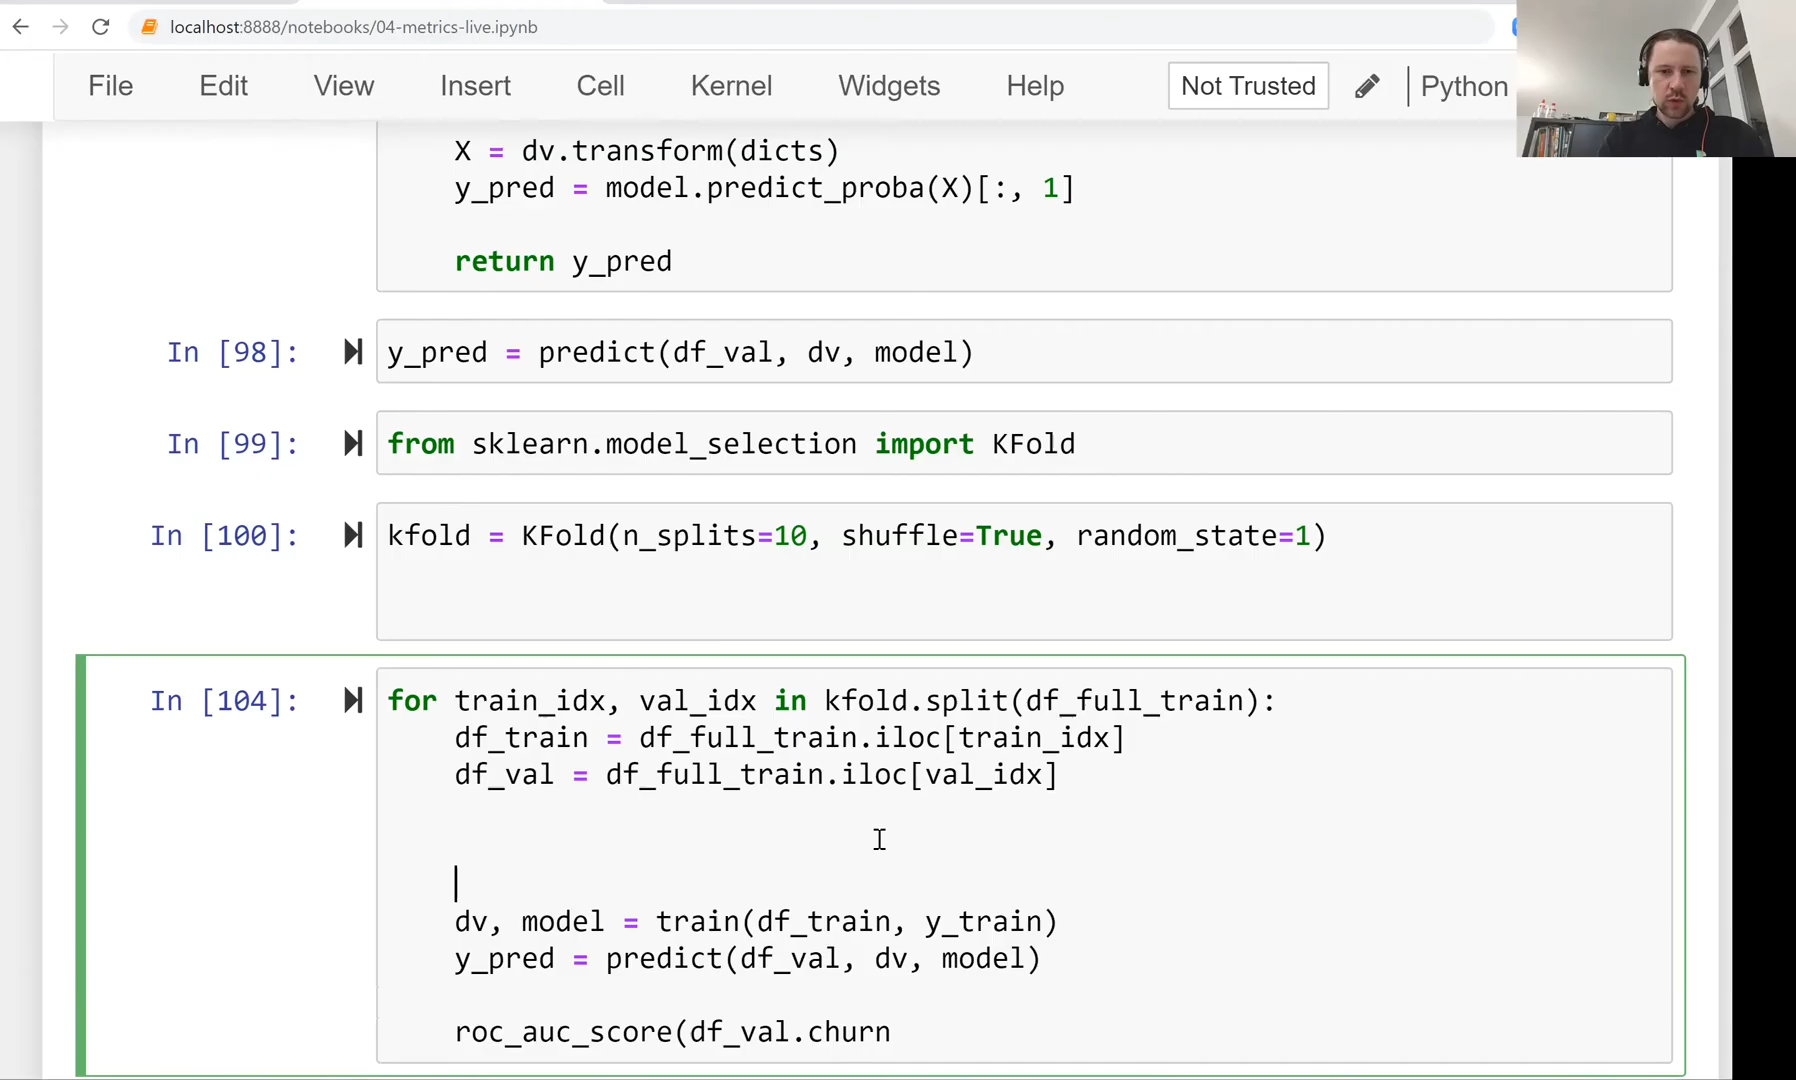 localhost:8888/notebooks/04-metrics-live.ipynb
File Edit View Insert Cell Kernel Widgets Help Not Trusted Python
X = dv.transform(dicts)
y_pred = model.predict_proba(X)[:, 1]
return y_pred
In [98]: y_pred = predict(df_val, dv, model)
In [99]: from sklearn.model_selection import KFold
In [100]: kfold = KFold(n_splits=10, shuffle=True, random_state=1)
In [104]: for train_idx, val_idx in kfold.split(df_full_train):
df_train = df_full_train.iloc[train_idx]
df_val = df_full_train.iloc[val_idx]
dv, model = train(df_train, y_train)
y_pred = predict(df_val, dv, model)
roc_auc_score(df_val.churn